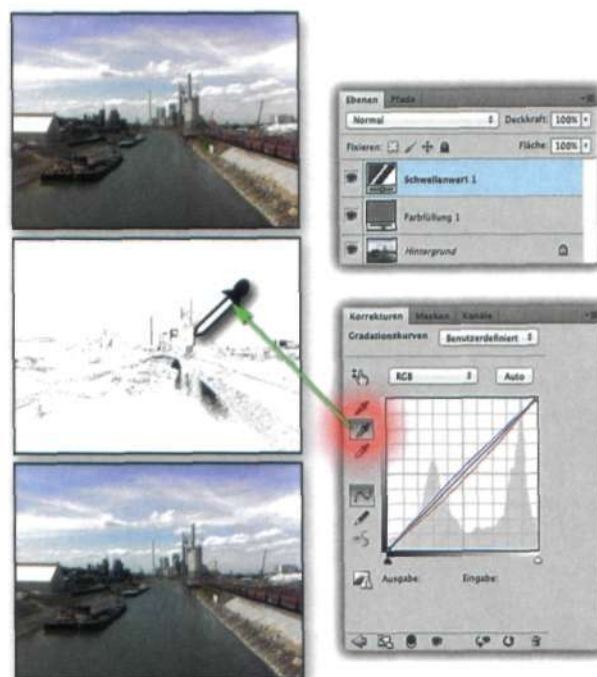 Ebenen Pfade
Normal Deckkraft: 100%
Fixieren: Fläche: 100%
Schwellenwert 1
Farbfüllung 1
Hintergrund
Korrekturen Masken Kanäle
Gradationskurven Benutzerdefiniert
RGB Auto
Ausgabe: Eingabe: